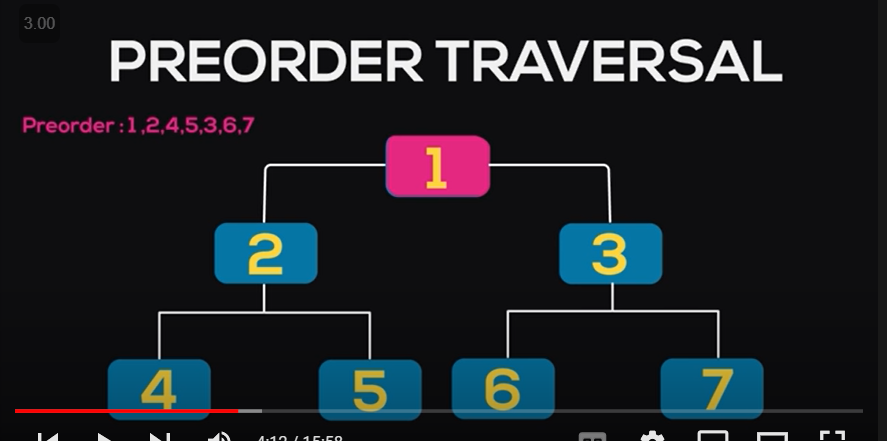 3.00
PREORDER TRAVERSAL
Preorder :1,2,4,5,3,6,7
1
2
3
4
5
6
7
4:12 / 15:58